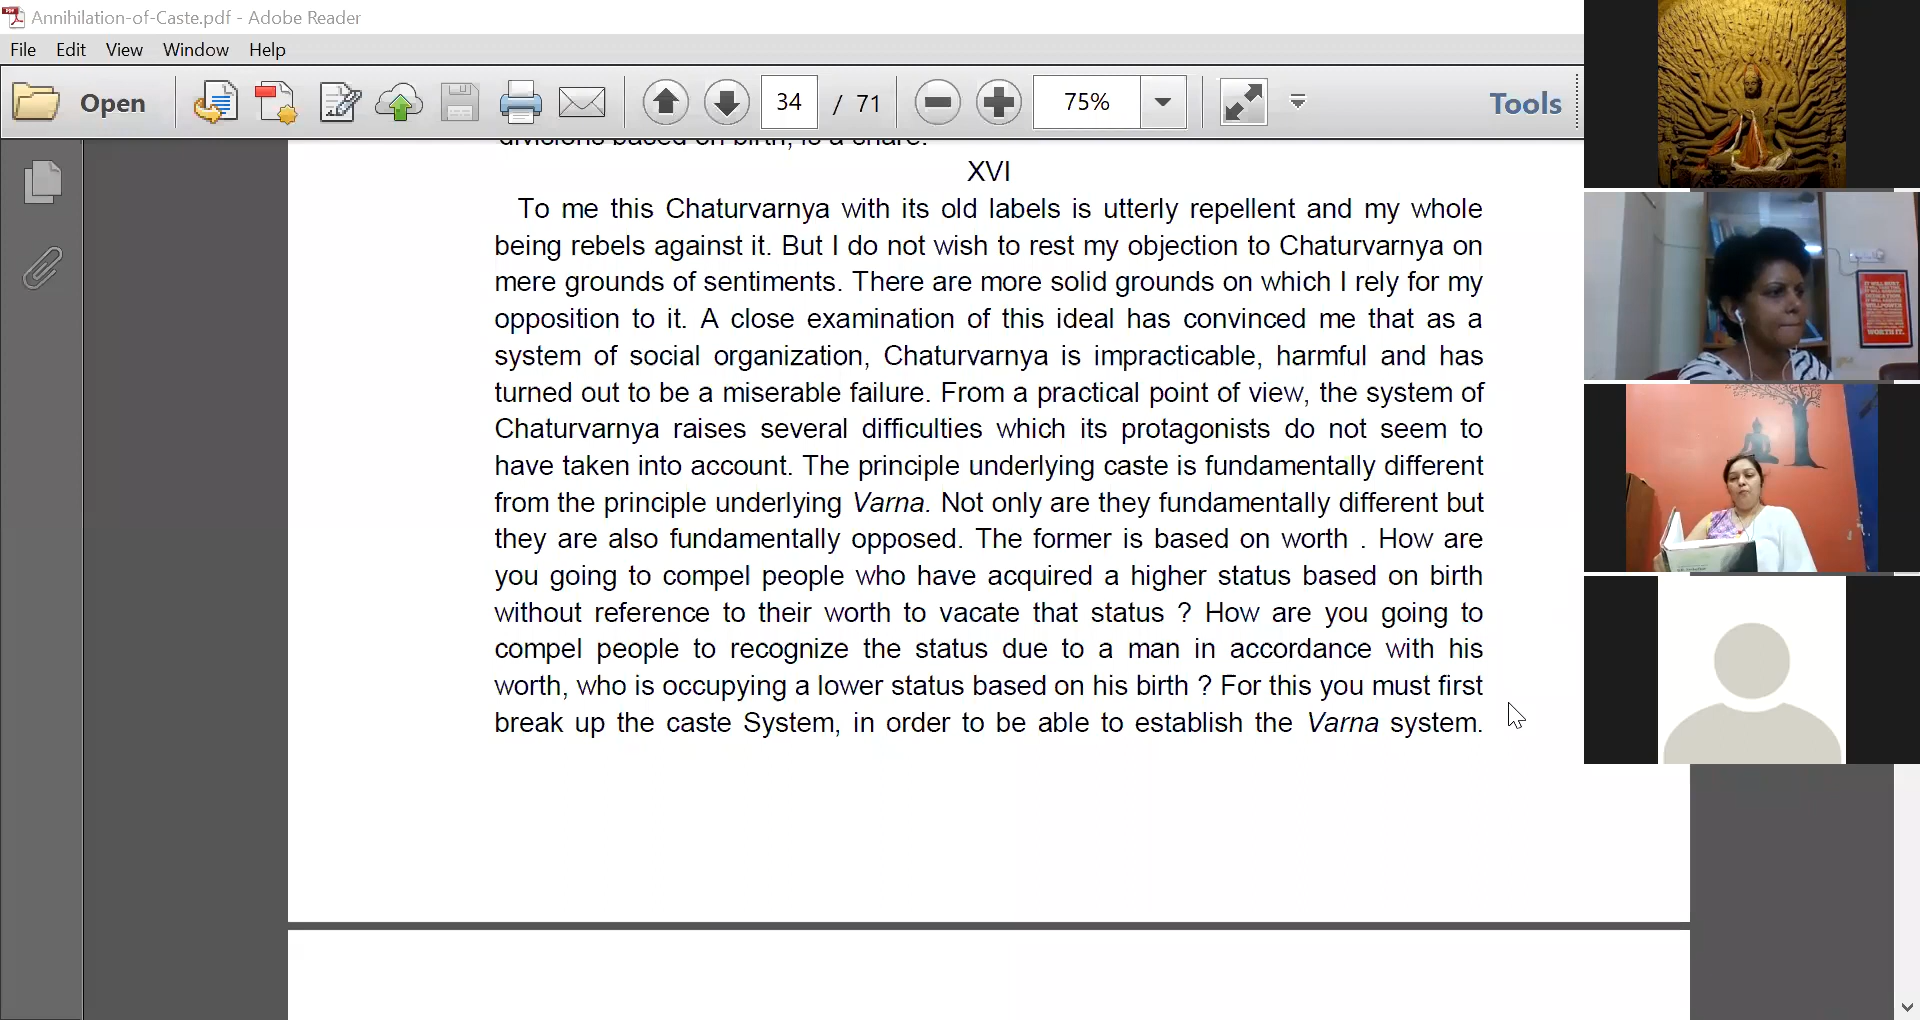 Annihilation-of-Caste.pdf - Adobe Reader
File Edit View Window Help
Open 34 / 71 75% Tools
divisions based on birth, is a snare.
XVI
To me this Chaturvarnya with its old labels is utterly repellent and my whole
being rebels against it. But I do not wish to rest my objection to Chaturvarnya on
mere grounds of sentiments. There are more solid grounds on which I rely for my
opposition to it. A close examination of this ideal has convinced me that as a
system of social organization, Chaturvarnya is impracticable, harmful and has
turned out to be a miserable failure. From a practical point of view, the system of
Chaturvarnya raises several difficulties which its protagonists do not seem to
have taken into account. The principle underlying caste is fundamentally different
from the principle underlying Varna. Not only are they fundamentally different but
they are also fundamentally opposed. The former is based on worth . How are
you going to compel people who have acquired a higher status based on birth
without reference to their worth to vacate that status ? How are you going to
compel people to recognize the status due to a man in accordance with his
worth, who is occupying a lower status based on his birth ? For this you must first
break up the caste System, in order to be able to establish the Varna system.
WORTH IT.